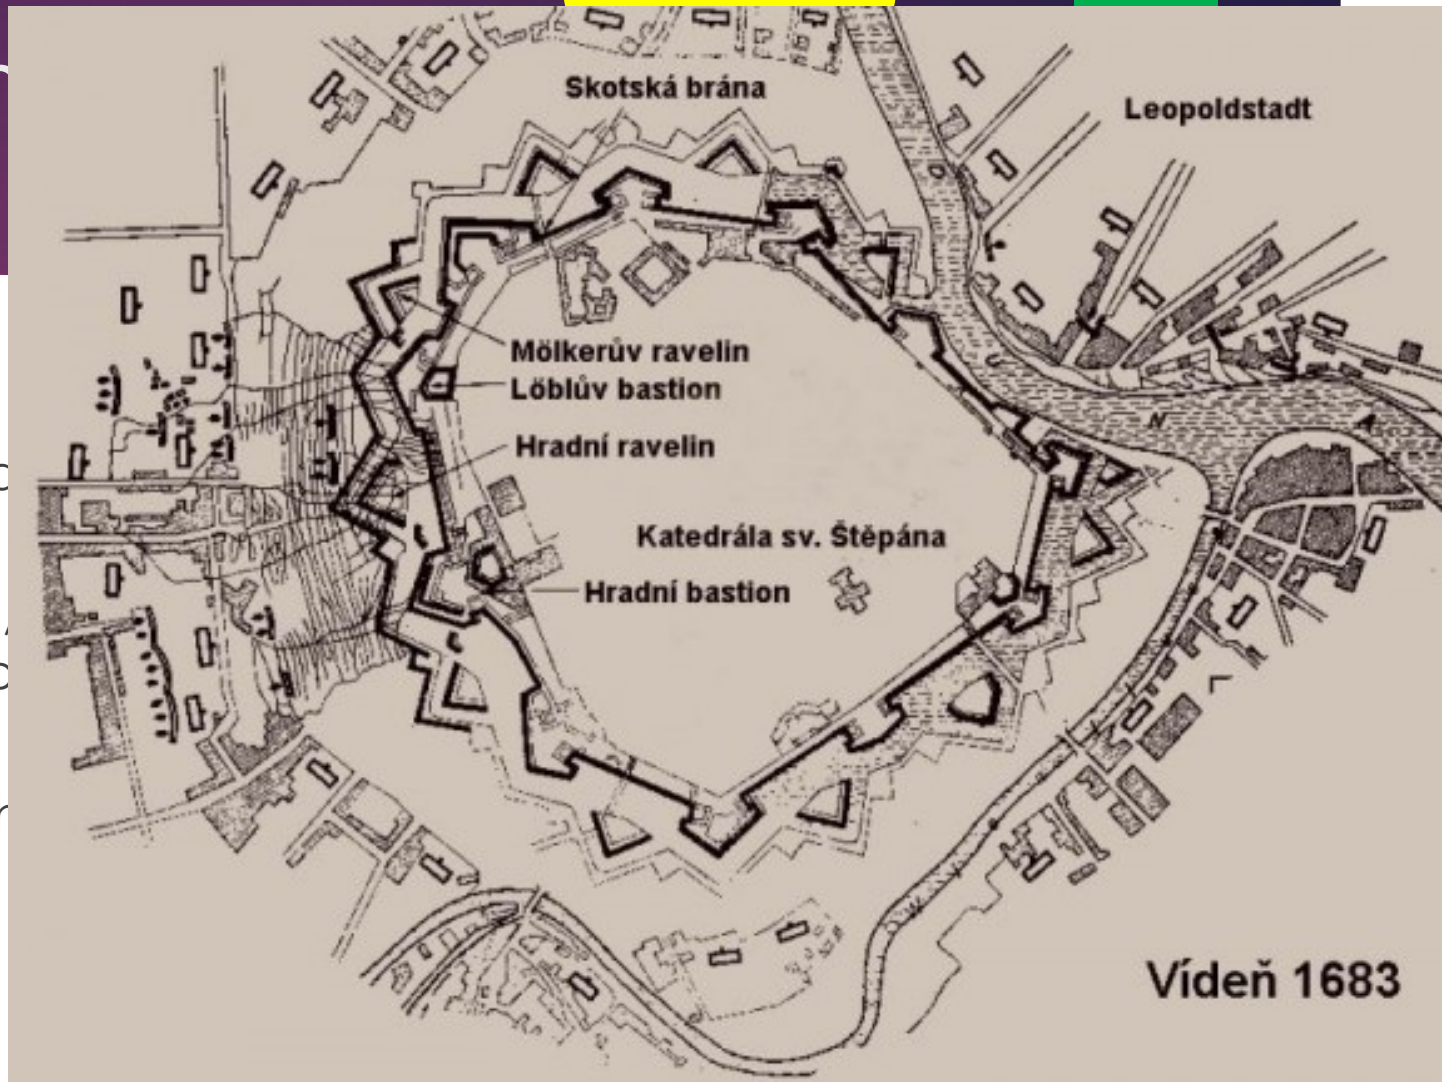 Skotská brána
Leopoldstadt
Mölkerův ravelin
Löblův bastion
Hradní ravelin
Katedrála sv. Štěpána
Hradní bastion
Vídeň 1683